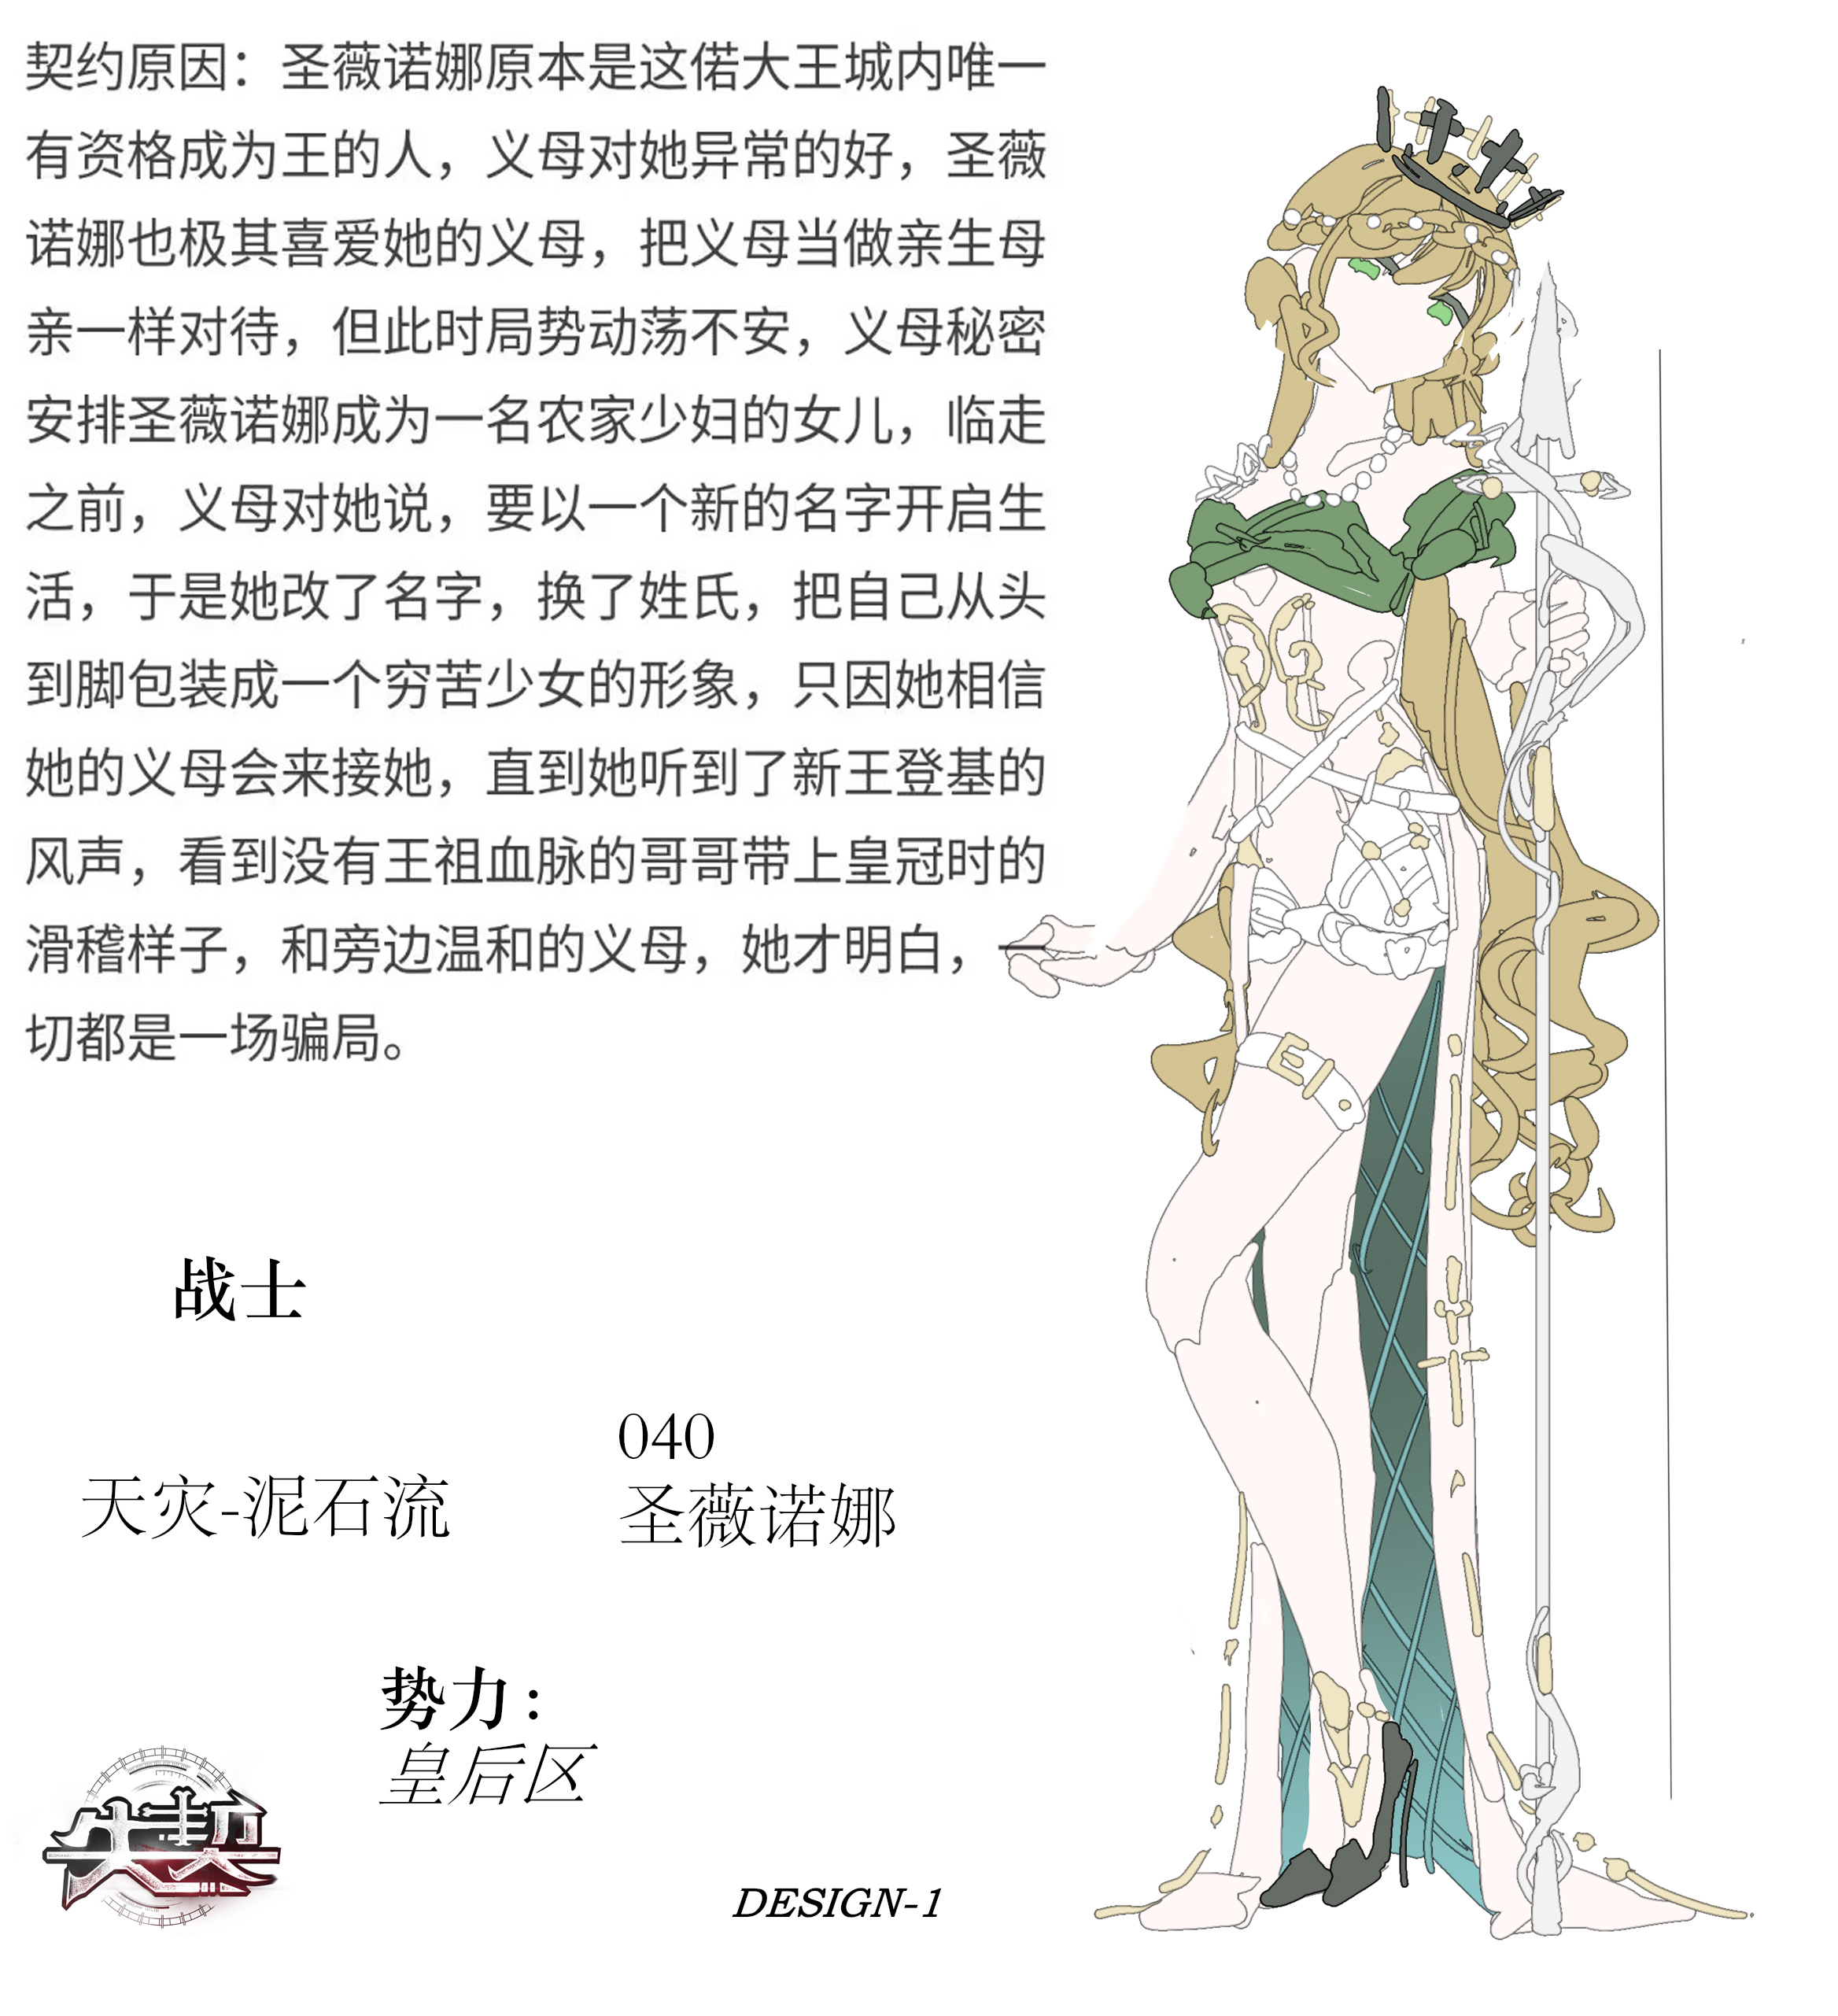 契约原因：圣薇诺娜原本是这偌大王城内唯一
有资格成为王的人，义母对她异常的好，圣薇
诺娜也极其喜爱她的义母，把义母当做亲生母
亲一样对待，但此时局势动荡不安，义母秘密
安排圣薇诺娜成为一名农家少妇的女儿，临走
之前，义母对她说，要以一个新的名字开启生
活，于是她改了名字，换了姓氏，把自己从头
到脚包装成一个穷苦少女的形象，只因她相信
她的义母会来接她，直到她听到了新王登基的
风声，看到没有王祖血脉的哥哥带上皇冠时的
滑稽样子，和旁边温和的义母，她才明白，一
切都是一场骗局。
战士
天灾-泥石流
040
圣薇诺娜
势力：
皇后区
失契
DESIGN-1